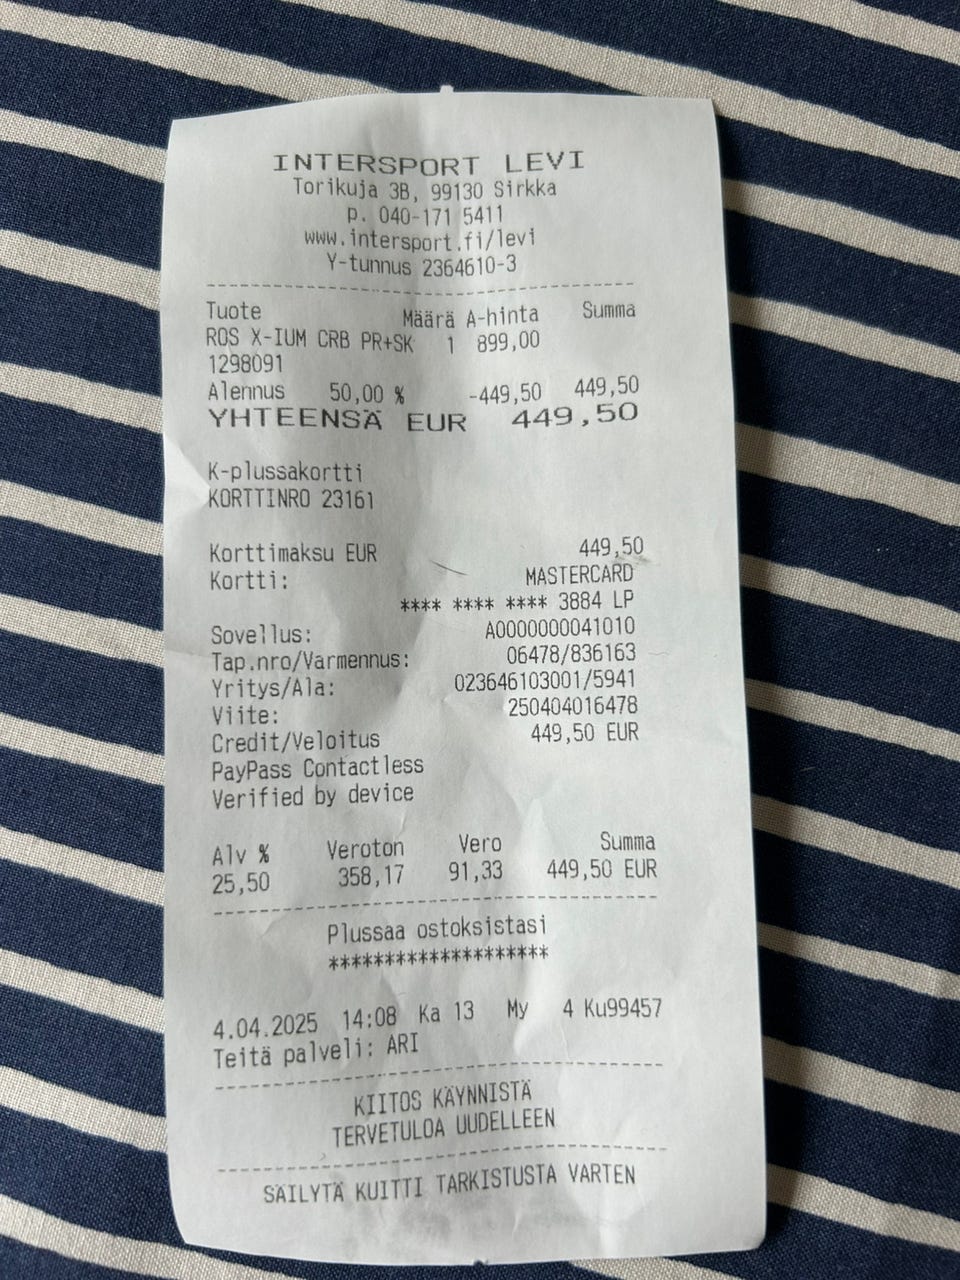 INTERSPORT LEVI
Torikuja 3B, 99130 Sirkka
p. 040-171 5411
www.intersport.fi/levi
Y-tunnus 2364610-3
Tuote Määrä A-hinta Summa
ROS X-IUM CRB PR+SK 1 899,00
1298091
Alennus 50,00 % -449,50 449,50
YHTEENSÄ EUR 449,50
K-plussakortti
KORTTINRO 23161
Korttimaksu EUR 449,50
Kortti: MASTERCARD
**** **** **** 3884 LP
Sovellus: A0000000041010
Tap.nro/Varmennus: 06478/836163
Yritys/Ala: 023646103001/5941
Viite: 250404016478
Credit/Veloitus 449,50 EUR
PayPass Contactless
Verified by device
Alv % Veroton Vero Summa
25,50 358,17 91,33 449,50 EUR
Plussaa ostoksistasi
********************
4.04.2025 14:08 Ka 13 My 4 Ku99457
Teitä palveli: ARI
KIITOS KÄYNNISTÄ
TERVETULOA UUDELLEEN
SÄILYTÄ KUITTI TARKISTUSTA VARTEN